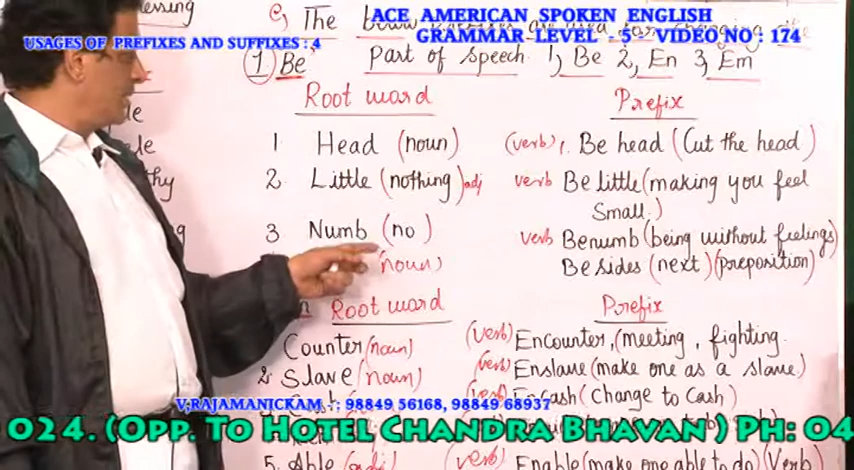 ACE AMERICAN SPOKEN ENGLISH
GRAMMAR LEVEL - 5 - VIDEO NO : 174
USAGES OF PREFIXES AND SUFFIXES : 4
essing
e, The
1. Be Part of Speech 1, Be 2, En 3, Em
Root word Prefix
1 Head (noun) (verb) 1. Be head (Cut the head)
2 Little (nothing) adj verb Be little (making you feel
Small.)
3 Numb (no ) verb Benumb (being without feelings)
(noun) Besides (next) (preposition)
Root word Prefix
Counter (noun) (verb) Encounter, (meeting, fighting.
2. Slave (noun) (verb) Enslave (make one as a slave)
(verb) Encash (Change to Cash)
V;RAJAMANICKAM : 98849 56168, 98849 68937
024. (OPP. TO HOTEL CHANDRA BHAVAN ) PH: 04
5. Able (adj) (verb) Enable (make one able to do) (Verb)